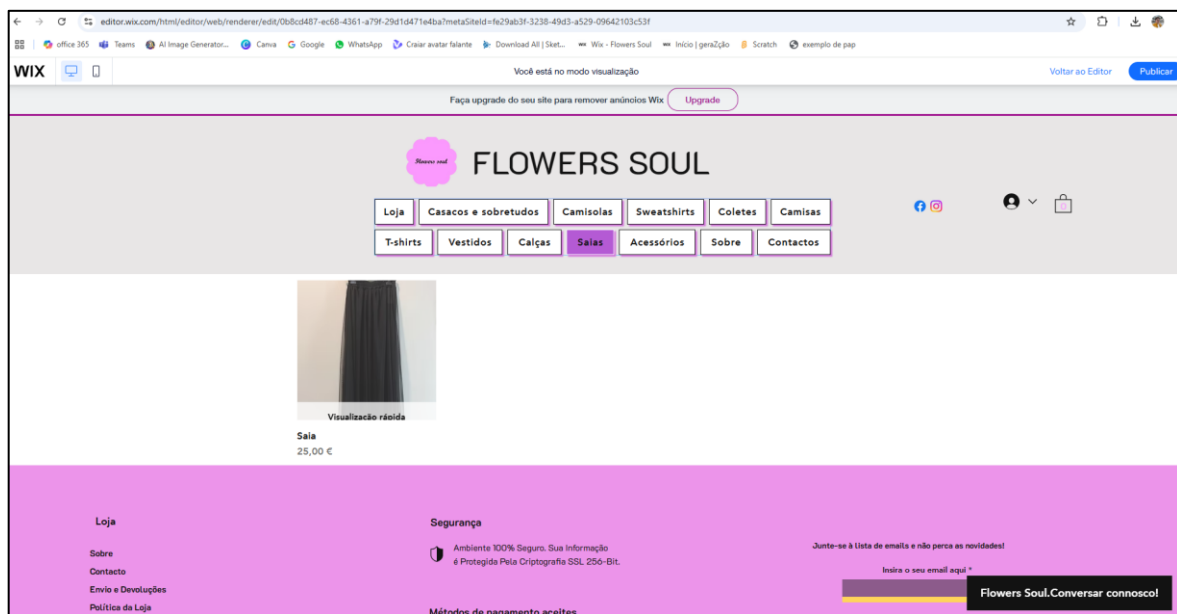 editor.wix.com/html/editor/web/renderer/edit/0b8cd487-ec68-4361-a79f-29d1d471e4ba?metaSiteId=fe29ab3f-3238-49d3-a529-09642103c53f
office 365 Teams AI Image Generator... Canva Google WhatsApp Craiar avatar falante Download All | Sket... Wix - Flowers Soul Início | geraZção Scratch exemplo de pap
WIX Você está no modo visualização Voltar ao Editor Publicar
Faça upgrade do seu site para remover anúncios Wix Upgrade
Flowers soul FLOWERS SOUL
Loja Casacos e sobretudos Camisolas Sweatshirts Coletes Camisas
0
T-shirts Vestidos Calças Saias Acessórios Sobre Contactos
Visualização rápida
Saia
25,00 €
Loja
Sobre
Contacto
Envio e Devoluções
Política da Loja
Segurança
Ambiente 100% Seguro. Sua Informação
é Protegida Pela Criptografia SSL 256-Bit.
Métodos de pagamento aceites
Junte-se à lista de emails e não perca as novidades!
Insira o seu email aqui *
Flowers Soul.Conversar connosco!